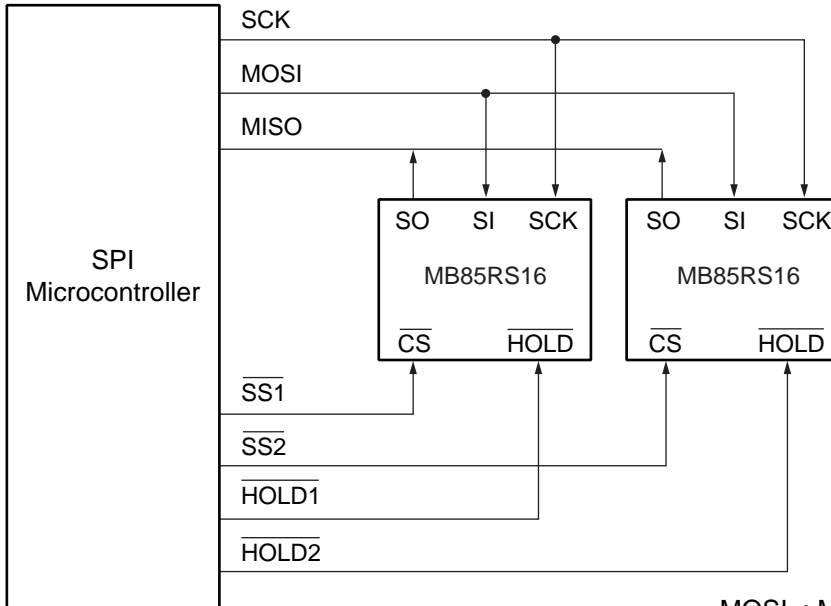 SCK
MOSI
MISO
SO SI SCK
SO SI SCK
SPI
Microcontroller
MB85RS16
MB85RS16
CS HOLD
CS HOLD
SS1
SS2
HOLD1
HOLD2
MOSI : M